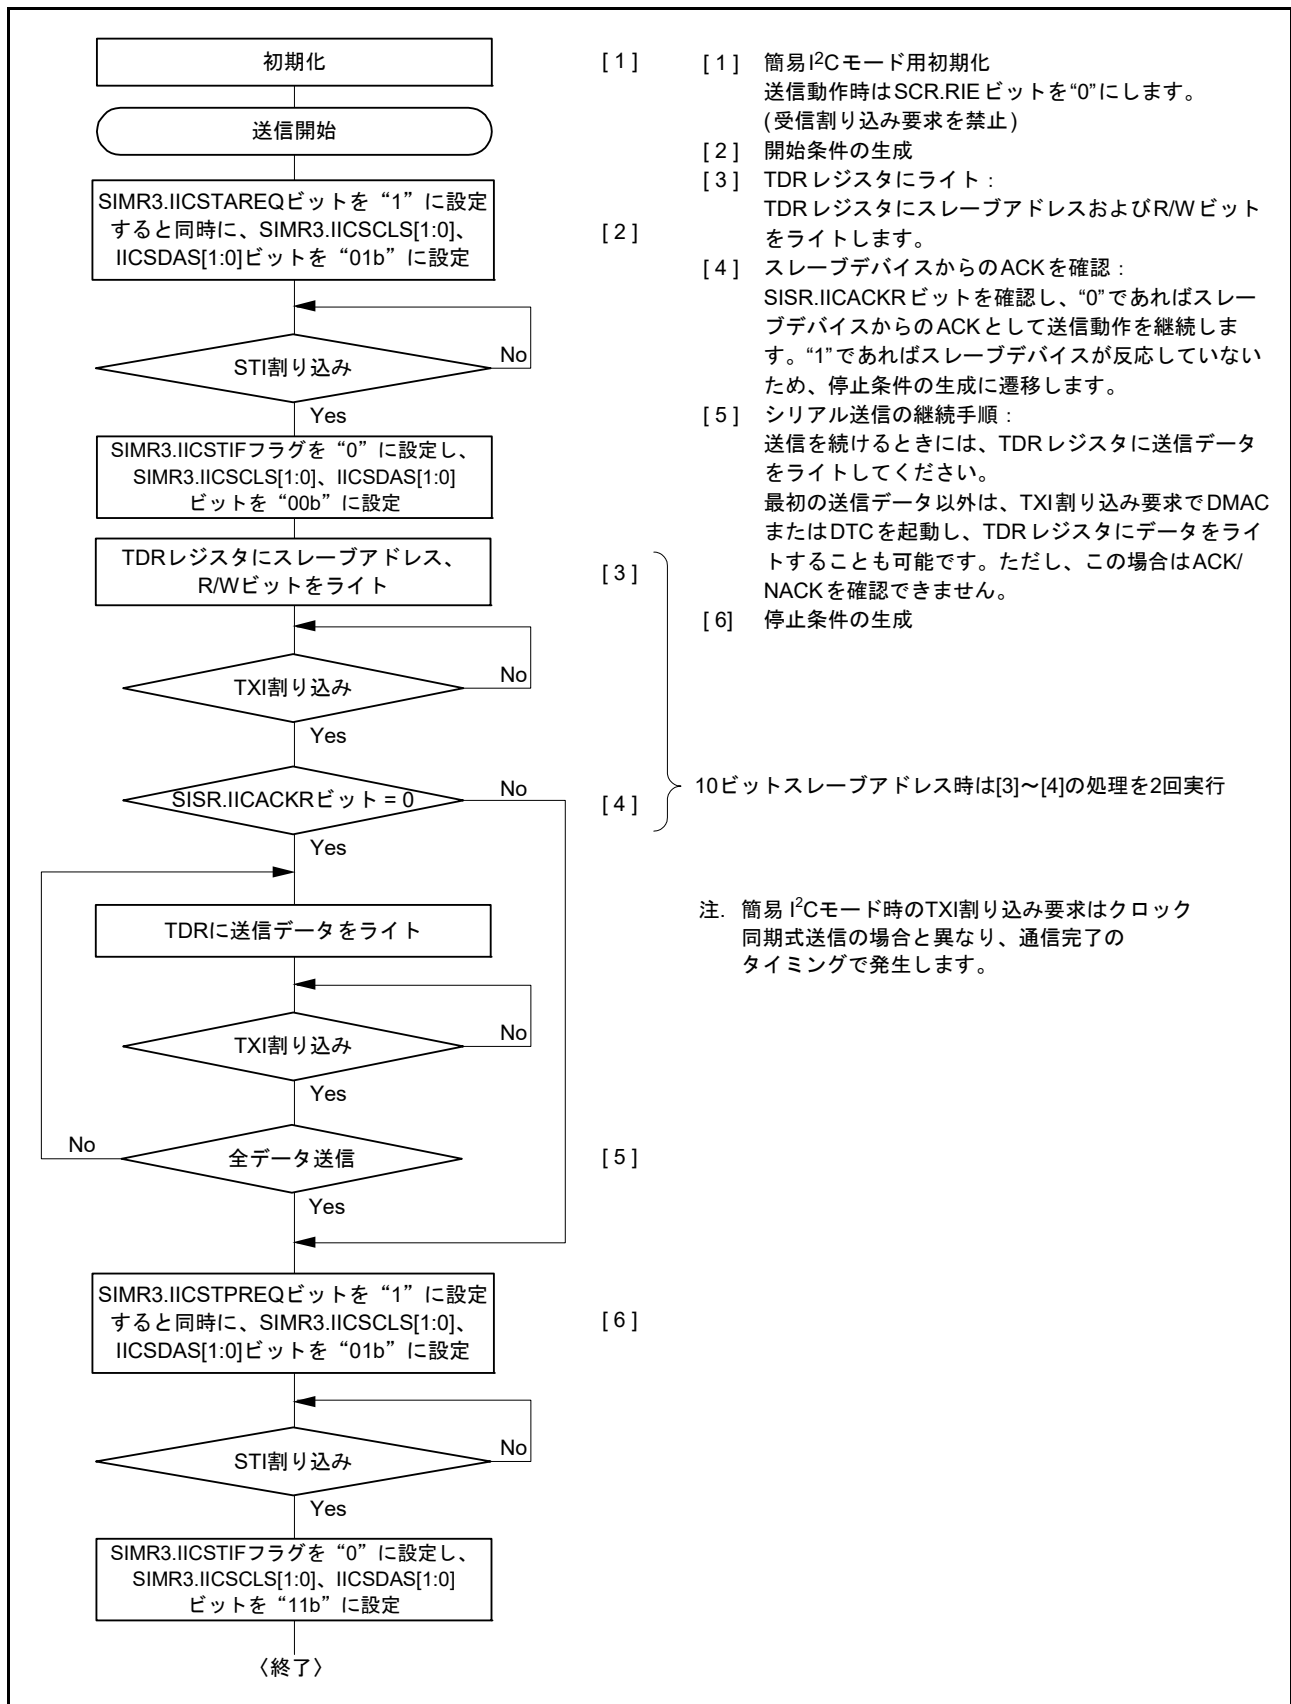 初期化
[ 1 ]
送信開始
SIMR3.IICSTAREQビットを“1”に設定
すると同時に、SIMR3.IICSCLS[1:0]、
IICSDAS[1:0]ビットを“01b”に設定
[ 2 ]
STI割り込み
No
Yes
SIMR3.IICSTIFフラグを“0”に設定し、
SIMR3.IICSCLS[1:0]、IICSDAS[1:0]
ビットを“00b”に設定
TDRレジスタにスレーブアドレス、
R/Wビットをライト
[ 3 ]
TXI割り込み
No
Yes
SISR.IICACKRビット = 0
No
[ 4 ]
Yes
TDRに送信データをライト
TXI割り込み
No
Yes
全データ送信
No
[ 5 ]
Yes
SIMR3.IICSTPREQビットを“1”に設定
すると同時に、SIMR3.IICSCLS[1:0]、
IICSDAS[1:0]ビットを“01b”に設定
[ 6 ]
STI割り込み
No
Yes
SIMR3.IICSTIFフラグを“0”に設定し、
SIMR3.IICSCLS[1:0]、IICSDAS[1:0]
ビットを“11b”に設定
〈終了〉
[ 1 ] 簡易I2Cモード用初期化
送信動作時はSCR.RIEビットを“0”にします。
(受信割り込み要求を禁止)
[ 2 ] 開始条件の生成
[ 3 ] TDRレジスタにライト：
TDRレジスタにスレーブアドレスおよびR/Wビット
をライトします。
[ 4 ] スレーブデバイスからのACKを確認：
SISR.IICACKRビットを確認し、“0”であればスレー
ブデバイスからのACKとして送信動作を継続しま
す。“1”であればスレーブデバイスが反応していない
ため、停止条件の生成に遷移します。
[ 5 ] シリアル送信の継続手順：
送信を続けるときには、TDRレジスタに送信データ
をライトしてください。
最初の送信データ以外は、TXI割り込み要求でDMAC
またはDTCを起動し、TDRレジスタにデータをライ
トすることも可能です。ただし、この場合はACK/
NACKを確認できません。
[ 6] 停止条件の生成
10ビットスレーブアドレス時は[3]～[4]の処理を2回実行
注. 簡易 I2Cモード時のTXI割り込み要求はクロック
同期式送信の場合と異なり、通信完了の
タイミングで発生します。